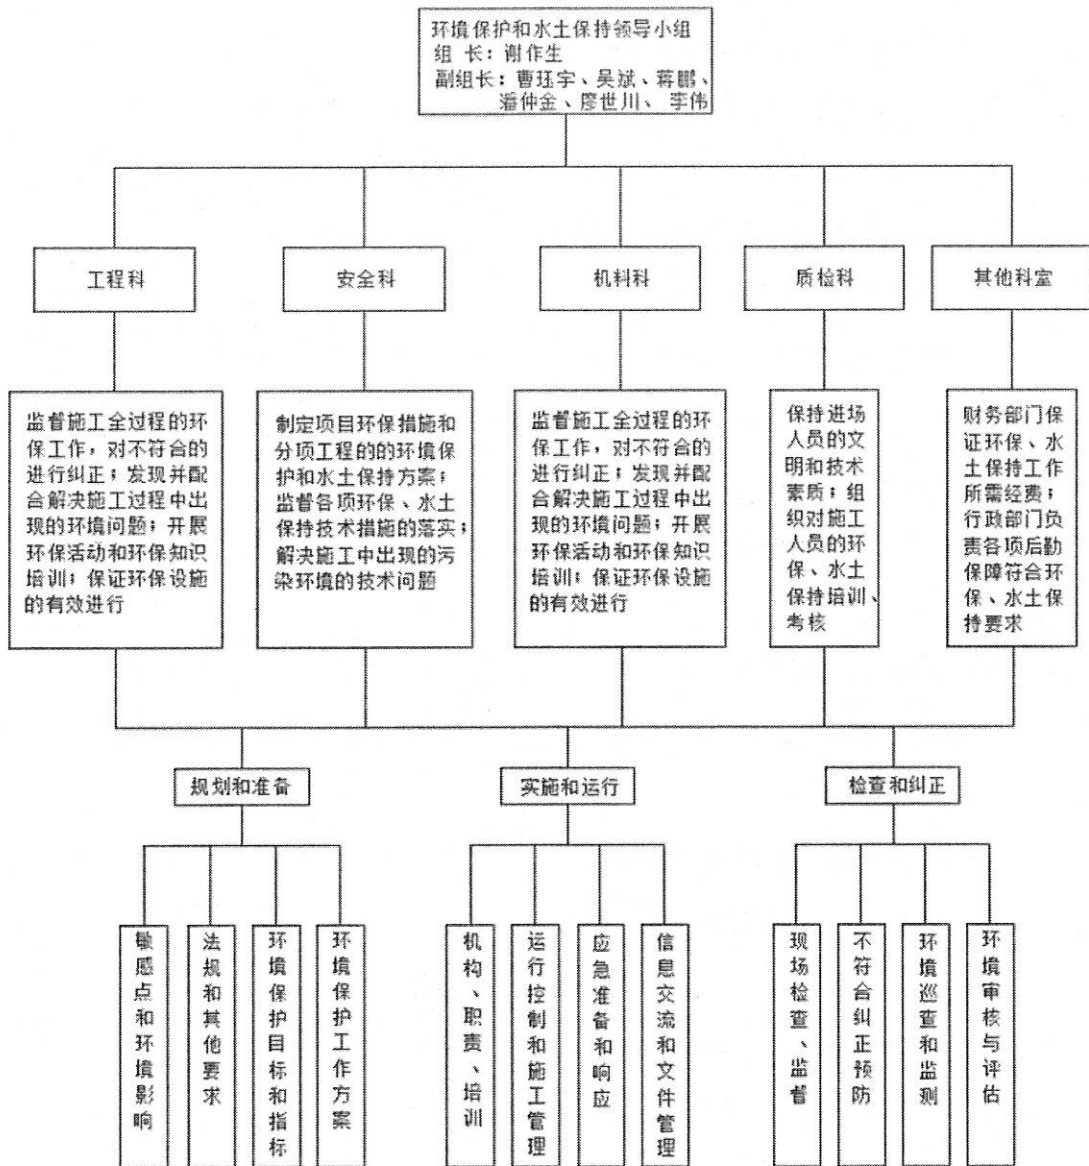 环境保护和水土保持领导小组
组 长：谢作生
副组长：曹珏宇、吴斌、蒋鹏、
潘仲金、廖世川、 李伟
工程科
安全科
机料科
质检科
其他科室
监督施工全过程的环
保工作，对不符合的
进行纠正；发现并配
合解决施工过程中出
现的环境问题；开展
环保活动和环保知识
培训；保证环保设施
的有效进行
制定项目环保措施和
分项工程的的环境保
护和水土保持方案；
监督各项环保、水土
保持技术措施的落实；
解决施工中出现的污
染环境的技术问题
监督施工全过程的环
保工作，对不符合的
进行纠正；发现并配
合解决施工过程中出
现的环境问题；开展
环保活动和环保知识
培训；保证环保设施
的有效进行
保持进场
人员的文
明和技术
素质；组
织对施工
人员的环
保、水土
保持培训、
考核
财务部门保
证环保、水
土保持工作
所需经费；
行政部门负
责各项后勤
保障符合环
保、水土保
持要求
规划和准备
实施和运行
检查和纠正
敏感点和环境影响
法规和其他要求
环境保护目标和指标
环境保护工作方案
机构、职责、培训
运行控制和施工管理
应急准备和响应
信息交流和文件管理
现场检查、监督
不符合纠正预防
环境巡查和监测
环境审核与评估